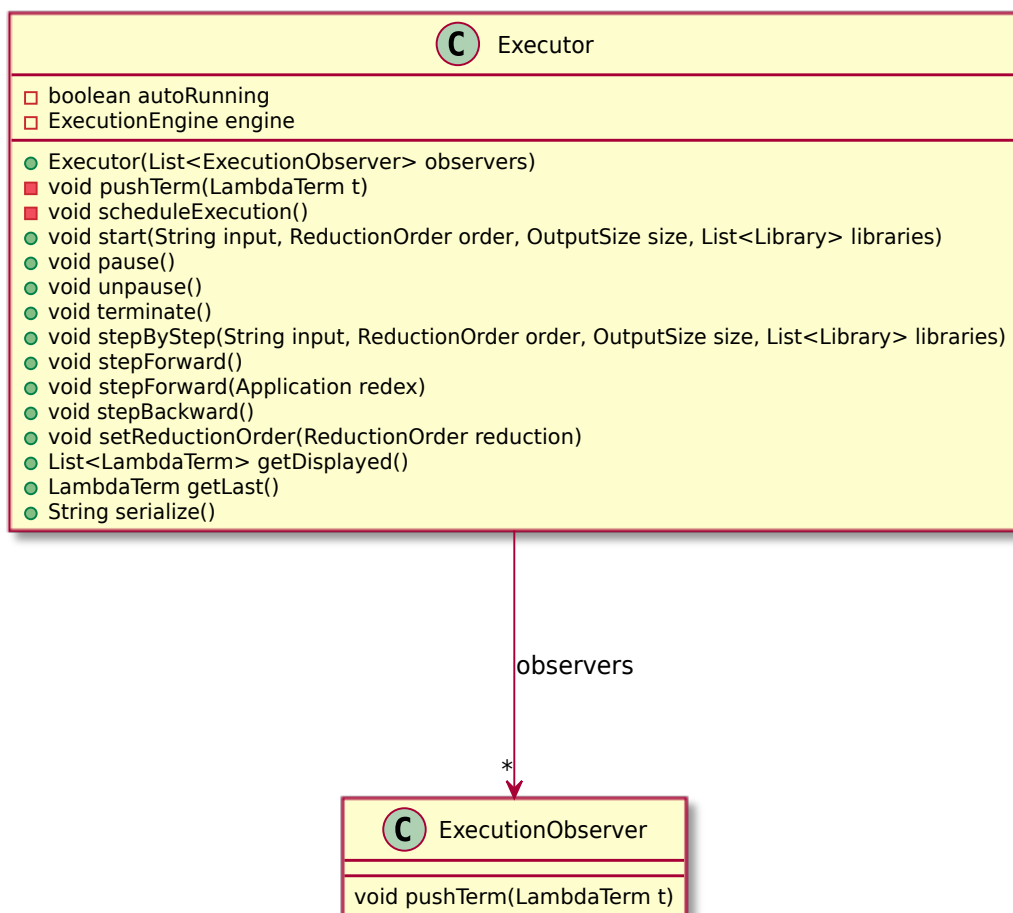 C Executor
boolean autoRunning
ExecutionEngine engine
Executor(List<ExecutionObserver> observers)
void pushTerm(LambdaTerm t)
void scheduleExecution()
void start(String input, ReductionOrder order, OutputSize size, List<Library> libraries)
void pause()
void unpause()
void terminate()
void stepByStep(String input, ReductionOrder order, OutputSize size, List<Library> libraries)
void stepForward()
void stepForward(Application redex)
void stepBackward()
void setReductionOrder(ReductionOrder reduction)
List<LambdaTerm> getDisplayed()
LambdaTerm getLast()
String serialize()
observers
*
C ExecutionObserver
void pushTerm(LambdaTerm t)